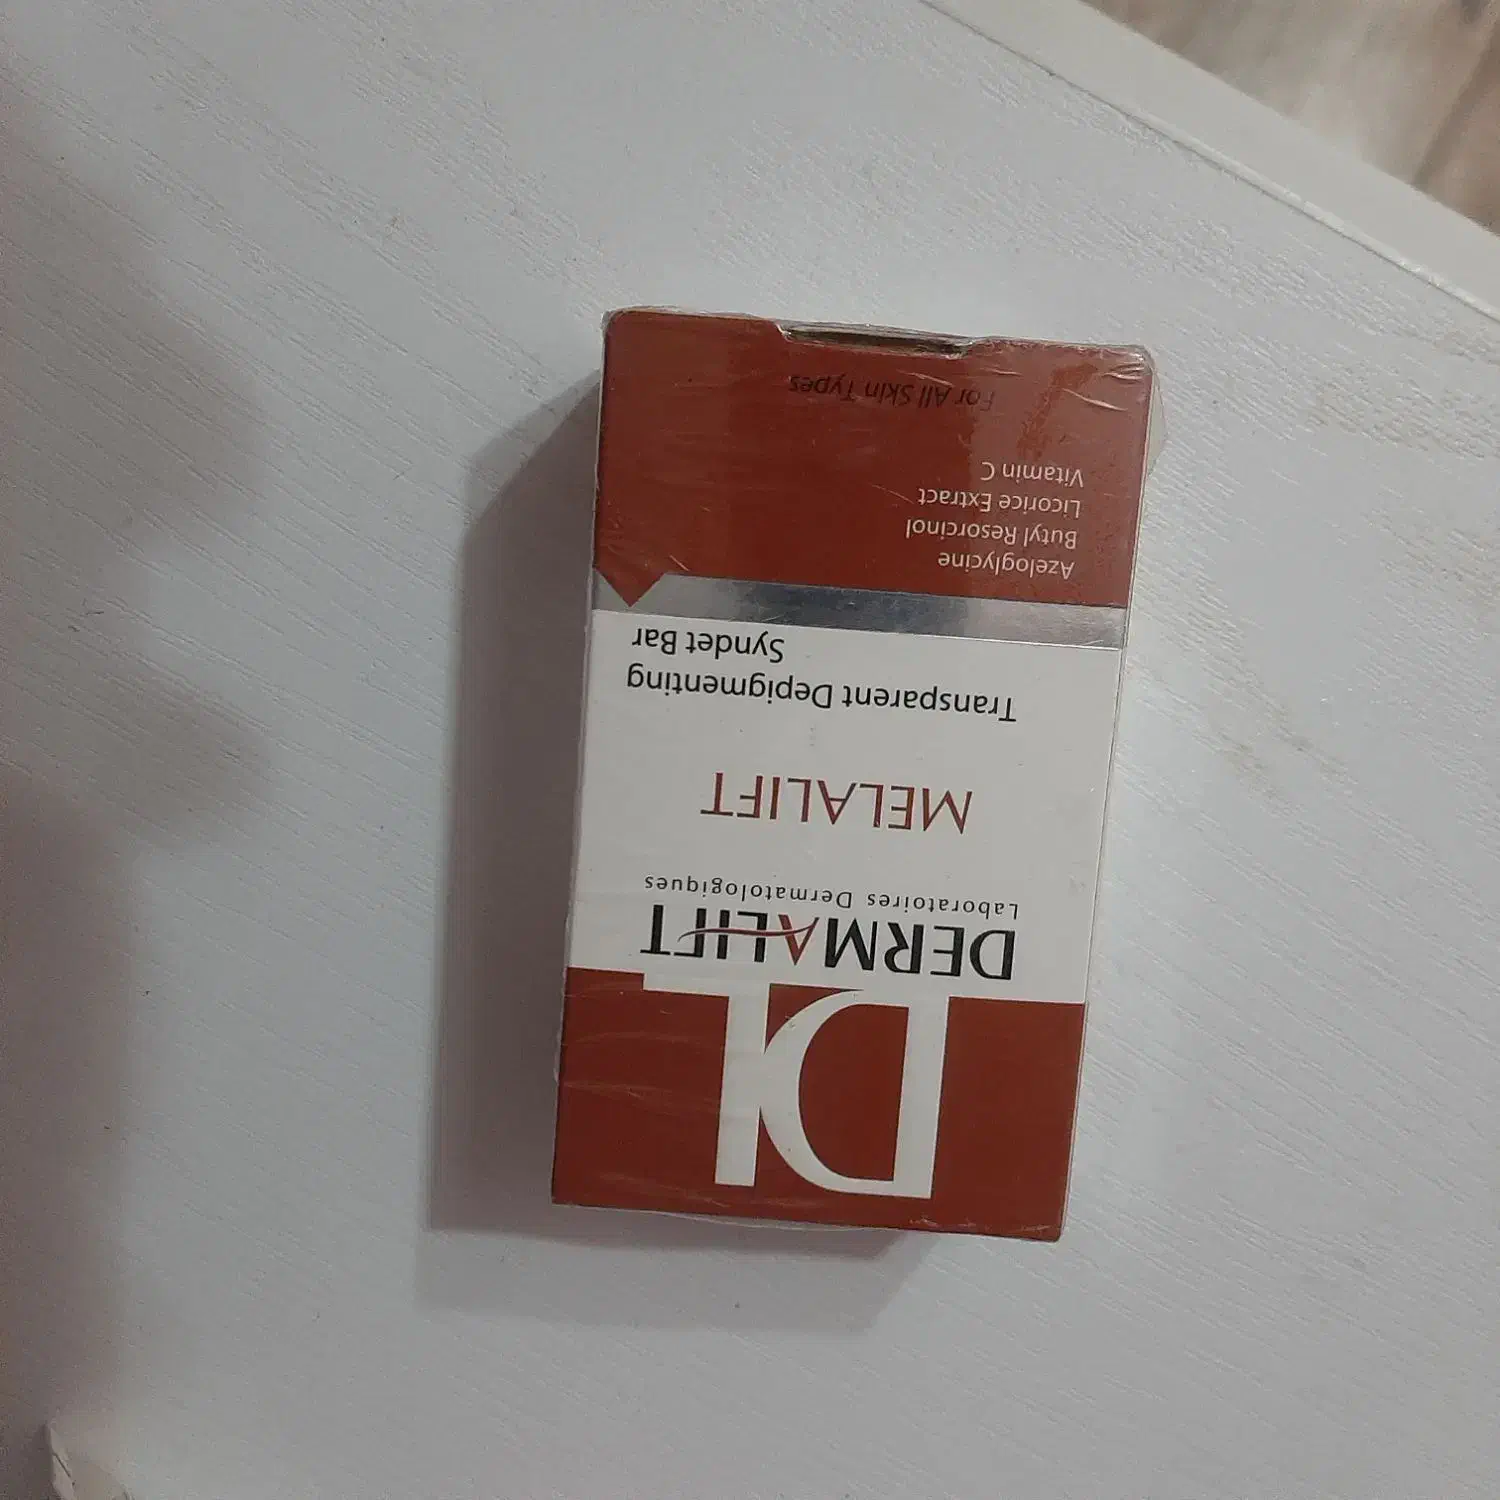 DL
DERMALIFT
Laboratoires Dermatologiques
MELALIFT
Transparent Depigmenting
Syndet Bar
Azeloglycine
Butyl Resorcinol
Licorice Extract
Vitamin C
For All Skin Types